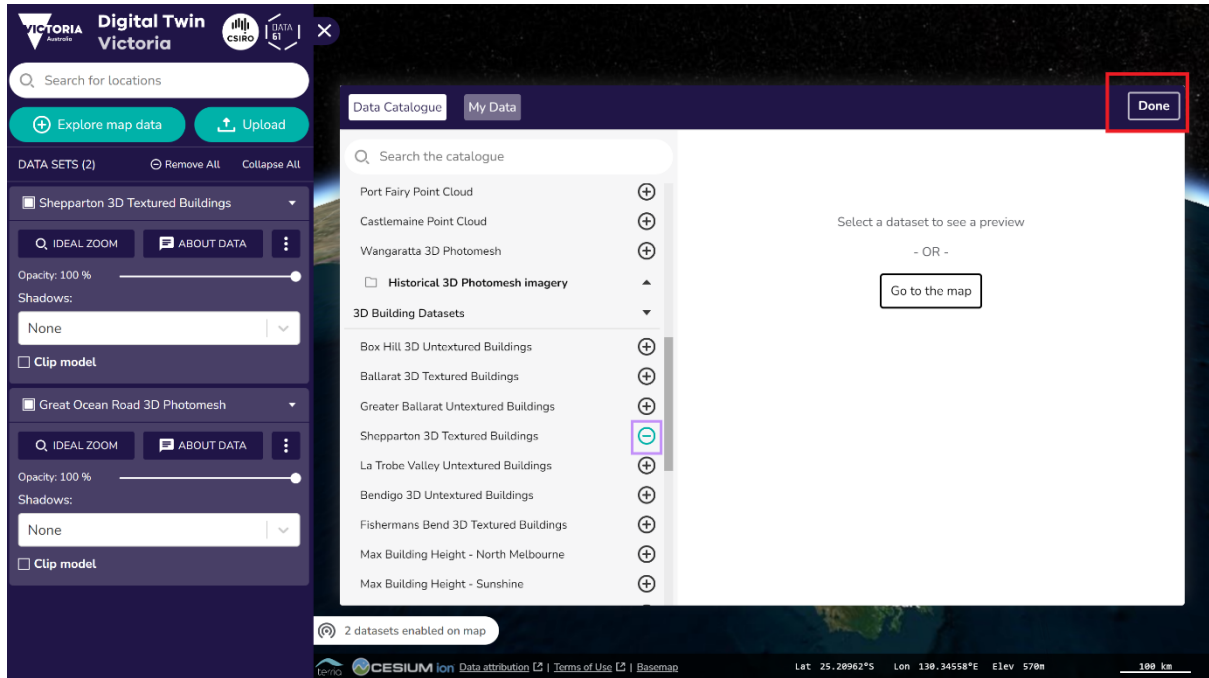 VICTORIA
Australia
Digital Twin
Victoria
CSIRO
DATA
61
Search for locations
Explore map data
Upload
DATA SETS (2)
Remove All
Collapse All
Shepparton 3D Textured Buildings
IDEAL ZOOM
ABOUT DATA
Opacity: 100 %
Shadows:
None
Clip model
Great Ocean Road 3D Photomesh
IDEAL ZOOM
ABOUT DATA
Opacity: 100 %
Shadows:
None
Clip model
Data Catalogue
My Data
Done
Search the catalogue
Port Fairy Point Cloud
Castlemaine Point Cloud
Wangaratta 3D Photomesh
Historical 3D Photomesh imagery
3D Building Datasets
Box Hill 3D Untextured Buildings
Ballarat 3D Textured Buildings
Greater Ballarat Untextured Buildings
Shepparton 3D Textured Buildings
La Trobe Valley Untextured Buildings
Bendigo 3D Untextured Buildings
Fishermans Bend 3D Textured Buildings
Max Building Height - North Melbourne
Max Building Height - Sunshine
Select a dataset to see a preview
- OR -
Go to the map
2 datasets enabled on map
terria
CESIUM ion Data attribution | Terms of Use | Basemap
Lat 25.20962°S Lon 130.34558°E Elev 570m
100 km